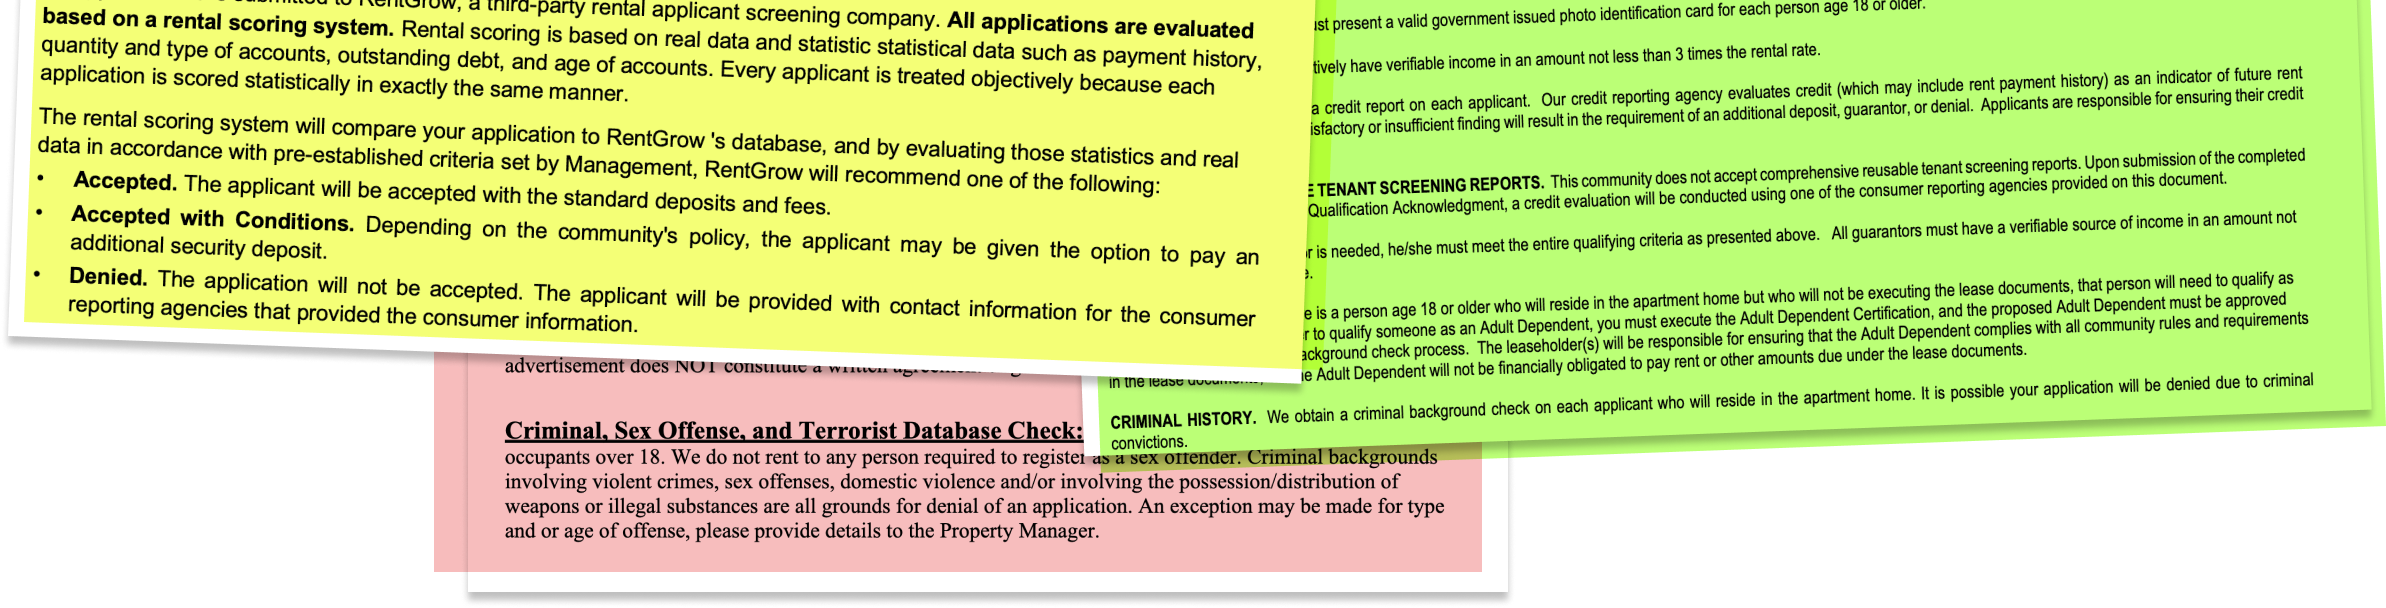 submitted to RentGrow, a third-party rental applicant screening company. All applications are evaluated
based on a rental scoring system. Rental scoring is based on real data and statistic statistical data such as payment history,
quantity and type of accounts, outstanding debt, and age of accounts. Every applicant is treated objectively because each
application is scored statistically in exactly the same manner.
The rental scoring system will compare your application to RentGrow 's database, and by evaluating those statistics and real
data in accordance with pre-established criteria set by Management, RentGrow will recommend one of the following:
• Accepted. The applicant will be accepted with the standard deposits and fees.
• Accepted with Conditions. Depending on the community's policy, the applicant may be given the option to pay an
additional security deposit.
• Denied. The application will not be accepted. The applicant will be provided with contact information for the consumer
reporting agencies that provided the consumer information.
ust present a valid government issued photo identification card for each person age 18 or older.
tively have verifiable income in an amount not less than 3 times the rental rate.
a credit report on each applicant. Our credit reporting agency evaluates credit (which may include rent payment history) as an indicator of future rent
isfactory or insufficient finding will result in the requirement of an additional deposit, guarantor, or denial. Applicants are responsible for ensuring their credit
E TENANT SCREENING REPORTS. This community does not accept comprehensive reusable tenant screening reports. Upon submission of the completed
Qualification Acknowledgment, a credit evaluation will be conducted using one of the consumer reporting agencies provided on this document.
r is needed, he/she must meet the entire qualifying criteria as presented above. All guarantors must have a verifiable source of income in an amount not
e.
e is a person age 18 or older who will reside in the apartment home but who will not be executing the lease documents, that person will need to qualify as
r to qualify someone as an Adult Dependent, you must execute the Adult Dependent Certification, and the proposed Adult Dependent must be approved
ackground check process. The leaseholder(s) will be responsible for ensuring that the Adult Dependent complies with all community rules and requirements
in the lease documents, e Adult Dependent will not be financially obligated to pay rent or other amounts due under the lease documents.
CRIMINAL HISTORY. We obtain a criminal background check on each applicant who will reside in the apartment home. It is possible your application will be denied due to criminal
convictions.
advertisement does NOT constitute a written
Criminal, Sex Offense, and Terrorist Database Check:
occupants over 18. We do not rent to any person required to register as a sex offender. Criminal backgrounds
involving violent crimes, sex offenses, domestic violence and/or involving the possession/distribution of
weapons or illegal substances are all grounds for denial of an application. An exception may be made for type
and or age of offense, please provide details to the Property Manager.